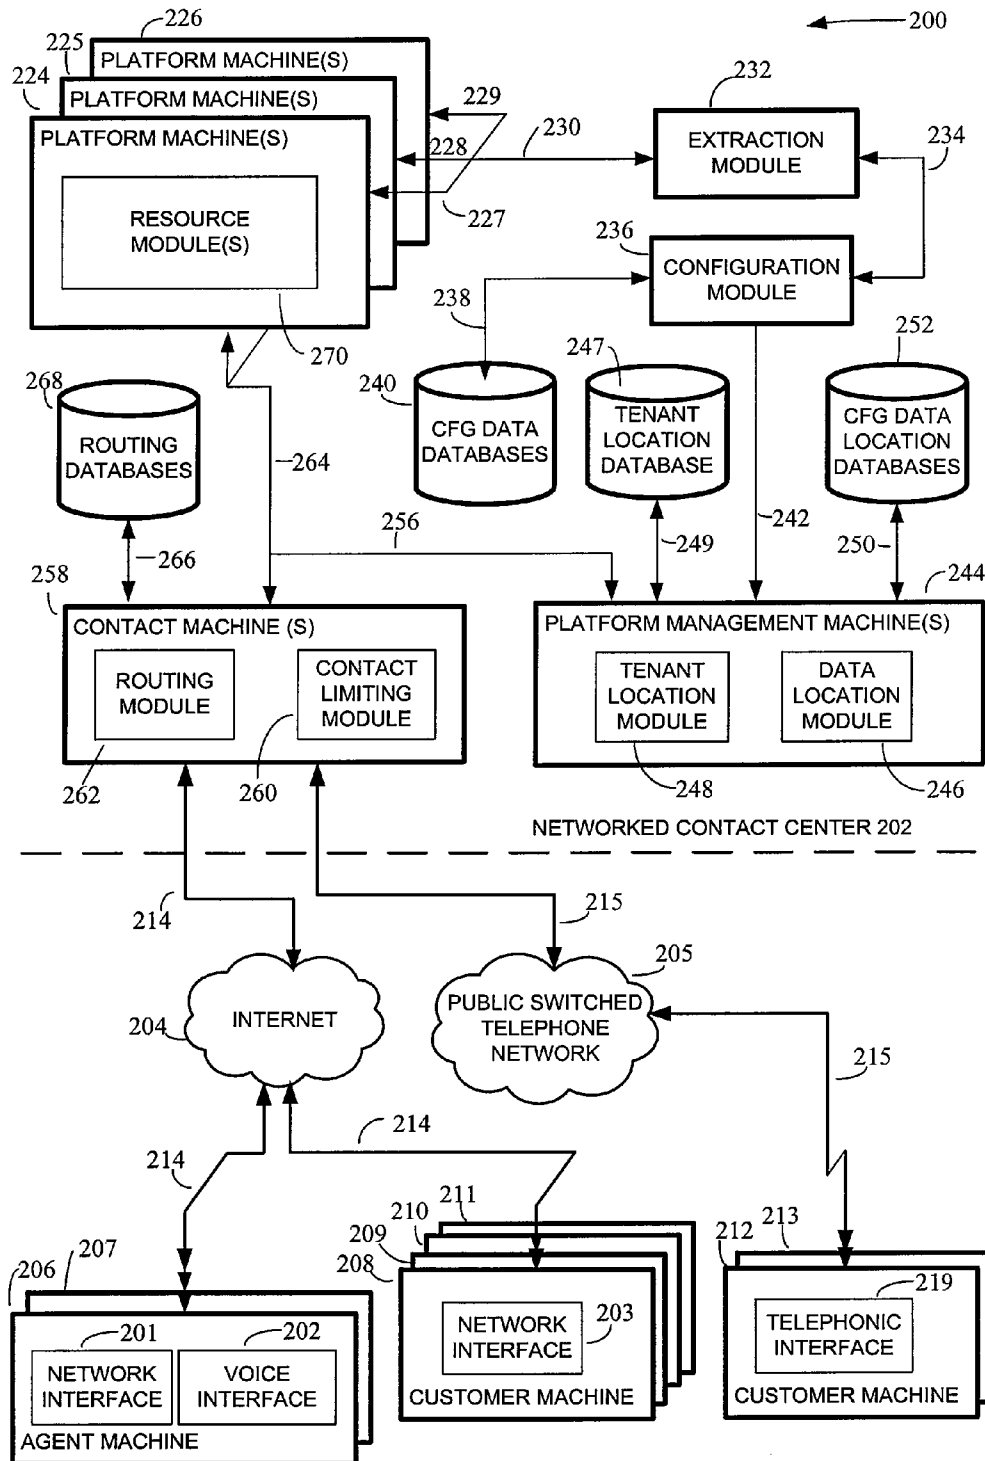 226
200
225
PLATFORM MACHINE(S)
224
PLATFORM MACHINE(S)
229
232
PLATFORM MACHINE(S)
228
230
EXTRACTION
MODULE
234
227
RESOURCE
MODULE(S)
236
CONFIGURATION
MODULE
238
270
247
252
268
240
ROUTING
DATABASES
CFG DATA
DATABASES
TENANT
LOCATION
DATABASE
CFG DATA
LOCATION
DATABASES
264
256
242
266
249
250
258
244
CONTACT MACHINE (S)
PLATFORM MANAGEMENT MACHINE(S)
ROUTING
MODULE
CONTACT
LIMITING
MODULE
TENANT
LOCATION
MODULE
DATA
LOCATION
MODULE
262
260
248
246
NETWORKED CONTACT CENTER 202
214
215
205
204
INTERNET
PUBLIC SWITCHED
TELEPHONE
NETWORK
215
214
214
211
210
213
209
212
207
208
206
219
201
202
203
NETWORK
INTERFACE
VOICE
INTERFACE
NETWORK
INTERFACE
TELEPHONIC
INTERFACE
CUSTOMER MACHINE
CUSTOMER MACHINE
AGENT MACHINE